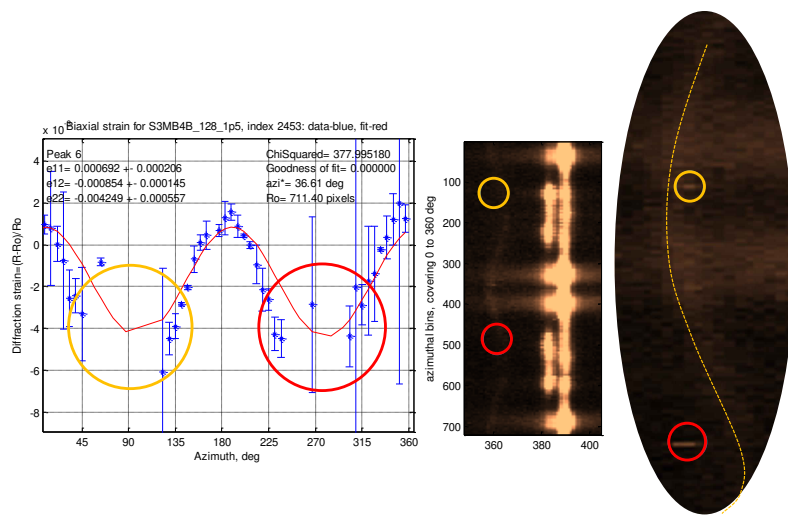 x 10
Biaxial strain for S3MB4B_128_1p5, index 2453: data-blue, fit-red
Peak 6
e11= 0.000692 +- 0.000206
e12= -0.000854 +- 0.000145
e22= -0.004249 +- 0.000557
ChiSquared= 377.995180
Goodness of fit= 0.000000
azi*= 36.61 deg
Ro= 711.40 pixels
Diffraction strain=(R-Ro)/Ro
4
2
0
-2
-4
-6
-8
45 90 135 180 225 270 315 360
Azimuth, deg
azimuthal bins, covering 0 to 360 deg
100
200
300
400
500
600
700
360 380 400